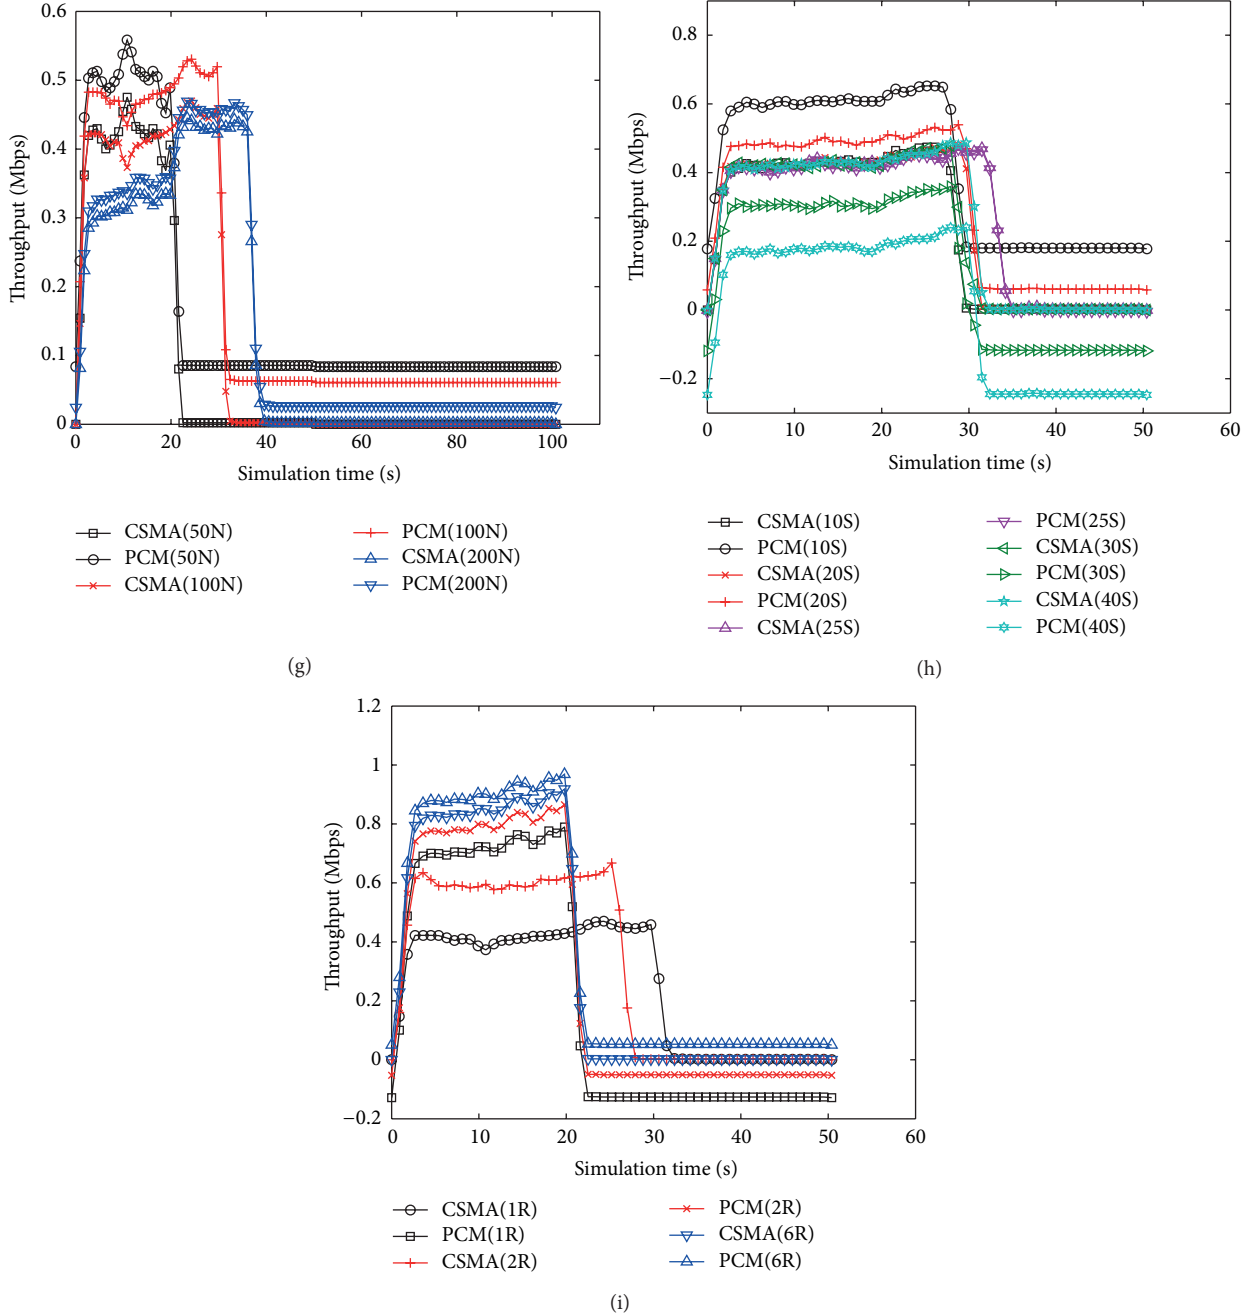 0.6
0.5
0.4
0.3
0.2
0.1
0
Throughput (Mbps)
0 20 40 60 80 100
Simulation time (s)
CSMA(50N)
PCM(50N)
CSMA(100N)
PCM(100N)
CSMA(200N)
PCM(200N)
(g)
0.8
0.6
0.4
0.2
0
−0.2
Throughput (Mbps)
0 10 20 30 40 50 60
Simulation time (s)
CSMA(10S)
PCM(10S)
CSMA(20S)
PCM(20S)
CSMA(25S)
PCM(25S)
CSMA(30S)
PCM(30S)
CSMA(40S)
PCM(40S)
(h)
1.2
1
0.8
0.6
0.4
0.2
0
−0.2
Throughput (Mbps)
0 10 20 30 40 50 60
Simulation time (s)
CSMA(1R)
PCM(1R)
CSMA(2R)
PCM(2R)
CSMA(6R)
PCM(6R)
(i)